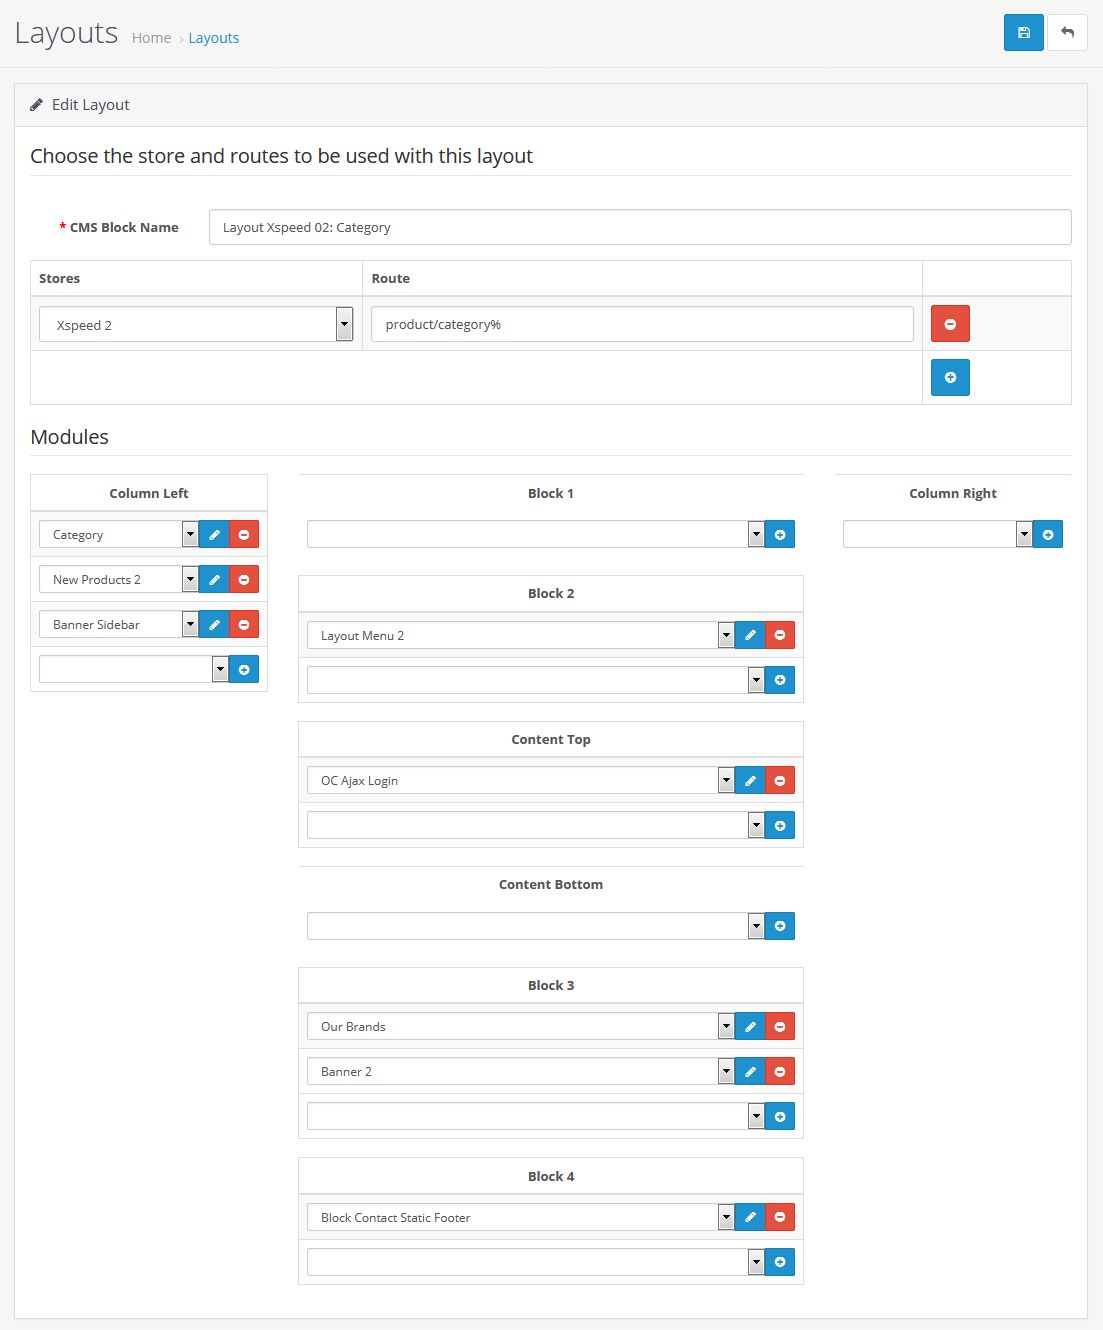 Layouts Home › Layouts
Edit Layout
Choose the store and routes to be used with this layout
* CMS Block Name Layout Xspeed 02: Category
Stores Route
Xspeed 2 product/category%
Modules
Column Left
Category
New Products 2
Banner Sidebar
Block 1
Block 2
Layout Menu 2
Content Top
OC Ajax Login
Content Bottom
Block 3
Our Brands
Banner 2
Block 4
Block Contact Static Footer
Column Right